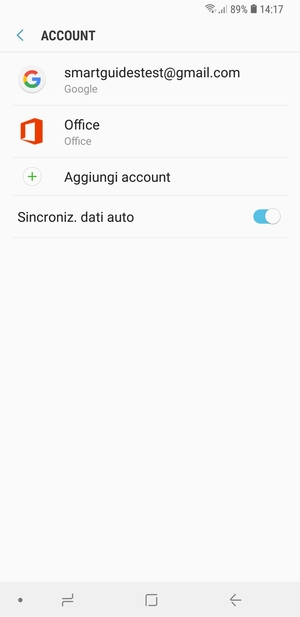 89% 14:17
ACCOUNT
smartguidestest@gmail.com
Google
Office
Office
Aggiungi account
Sincroniz. dati auto